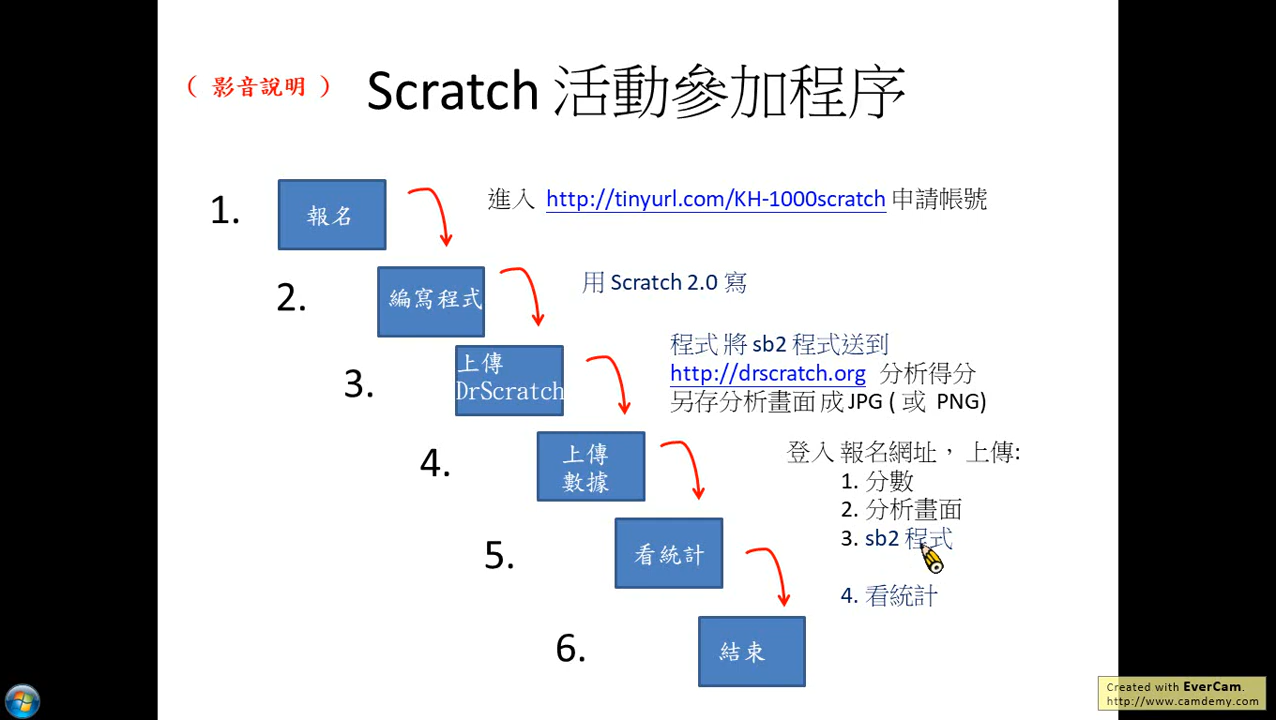 ( 影音說明 )
Scratch 活動參加程序
1. 報名
進入 http://tinyurl.com/KH-1000scratch 申請帳號
2. 編寫程式
用 Scratch 2.0 寫
3. 上傳
DrScratch
程式 將 sb2 程式送到
http://drscratch.org 分析得分
另存分析畫面 成 JPG ( 或 PNG)
4. 上傳
數據
登入 報名網址， 上傳:
1. 分數
2. 分析畫面
3. sb2 程式
5. 看統計
4. 看統計
6. 結束
Created with EverCam.
http://www.camdemy.com